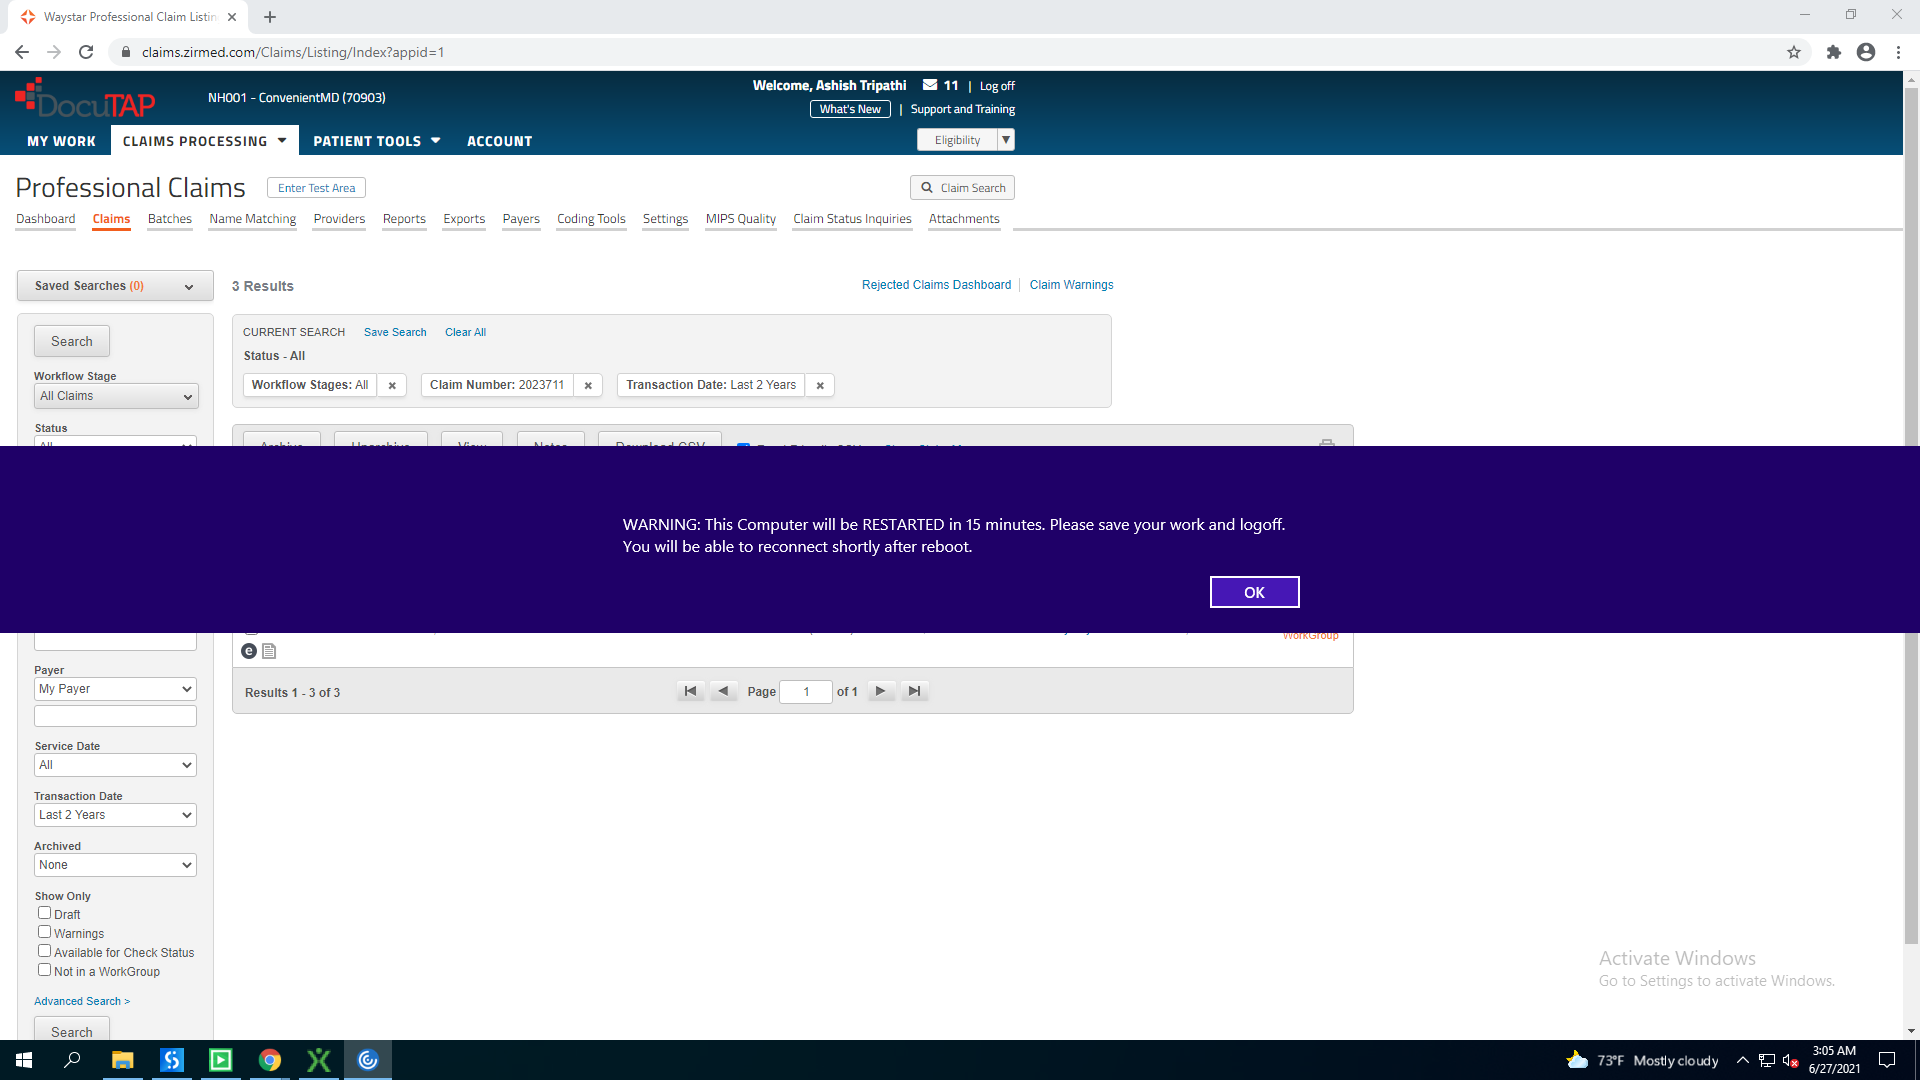 Waystar Professional Claim Listin
claims.zirmed.com/Claims/Listing/Index?appid=1
DocuTAP
NH001 - ConvenientMD (70903)
Welcome, Ashish Tripathi 11 | Log off
What's New | Support and Training
MY WORK CLAIMS PROCESSING PATIENT TOOLS ACCOUNT
Eligibility
Professional Claims Enter Test Area Claim Search
Dashboard Claims Batches Name Matching Providers Reports Exports Payers Coding Tools Settings MIPS Quality Claim Status Inquiries Attachments
Saved Searches (0) 3 Results Rejected Claims Dashboard Claim Warnings
Search
CURRENT SEARCH Save Search Clear All
Status - All
Workflow Stages: All Claim Number: 2023711 Transaction Date: Last 2 Years
Workflow Stage
All Claims
Status
All Archive Unarchive View Notes Download CSV
WARNING: This Computer will be RESTARTED in 15 minutes. Please save your work and logoff.
You will be able to reconnect shortly after reboot.
OK
WorkGroup
Results 1 - 3 of 3 Page 1 of 1
Payer
My Payer
Service Date
All
Transaction Date
Last 2 Years
Archived
None
Show Only
Draft
Warnings
Available for Check Status
Not in a WorkGroup
Advanced Search >
Search
Activate Windows
Go to Settings to activate Windows.
73°F Mostly cloudy
3:05 AM
6/27/2021